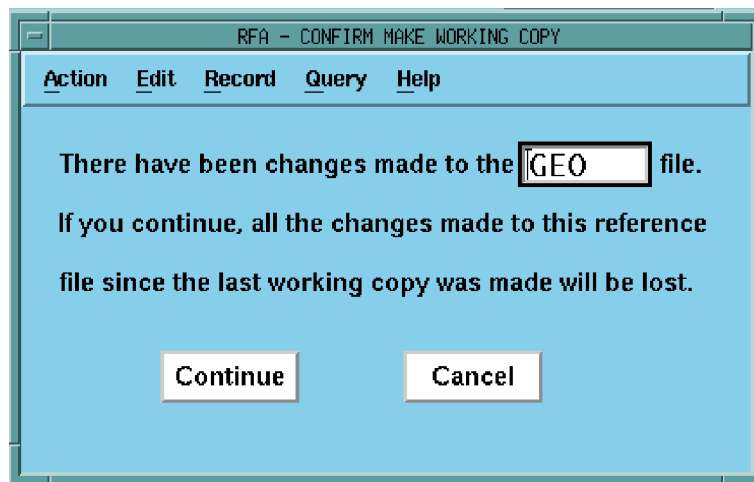 RFA - CONFIRM MAKE WORKING COPY
Action Edit Record Query Help
There have been changes made to the GEO file.
If you continue, all the changes made to this reference
file since the last working copy was made will be lost.
Continue Cancel